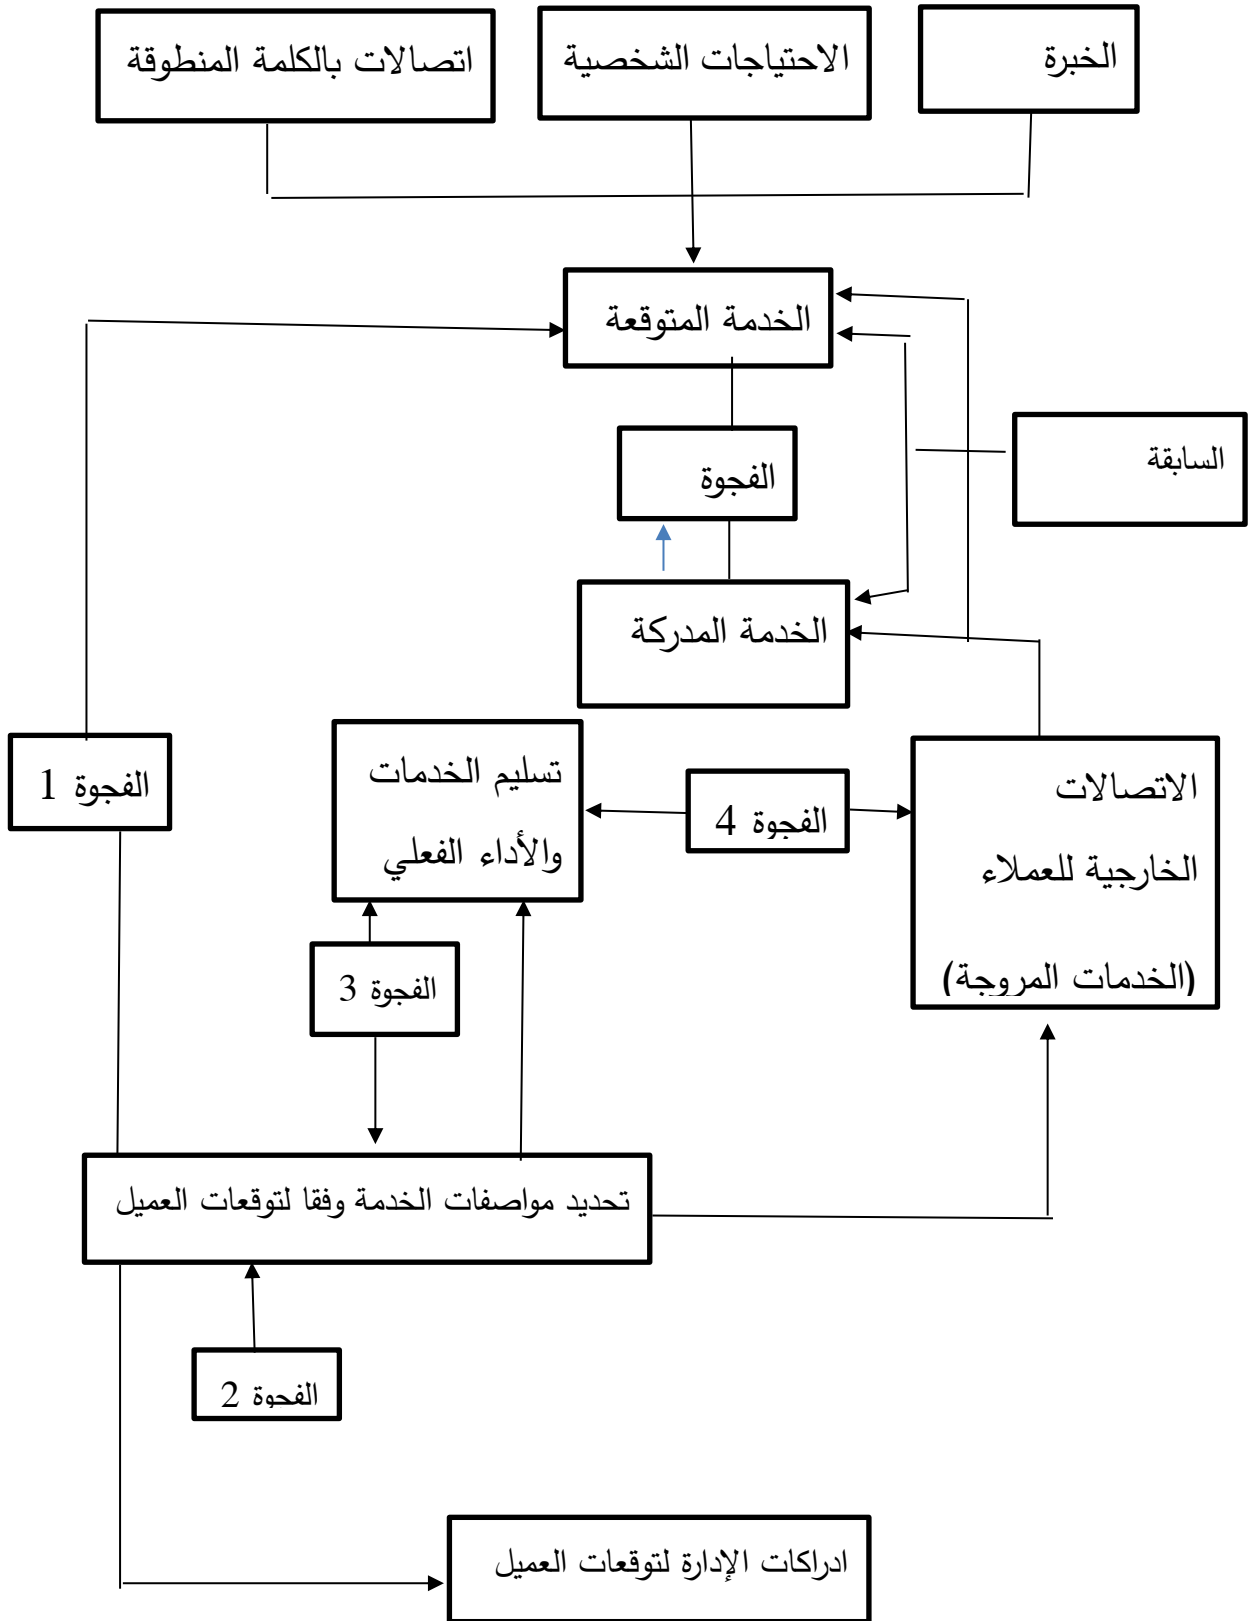 الخبرة
الاحتياجات الشخصية
اتصالات بالكلمة المنطوقة
الخدمة المتوقعة
السابقة
الفجوة
الخدمة المدركة
تسليم الخدمات
والأداء الفعلي
الفجوة 4
الاتصالات
الخارجية للعملاء
(الخدمات المروجة)
الفجوة 1
الفجوة 3
تحديد مواصفات الخدمة وفقا لتوقعات العميل
الفجوة 2
ادراكات الإدارة لتوقعات العميل